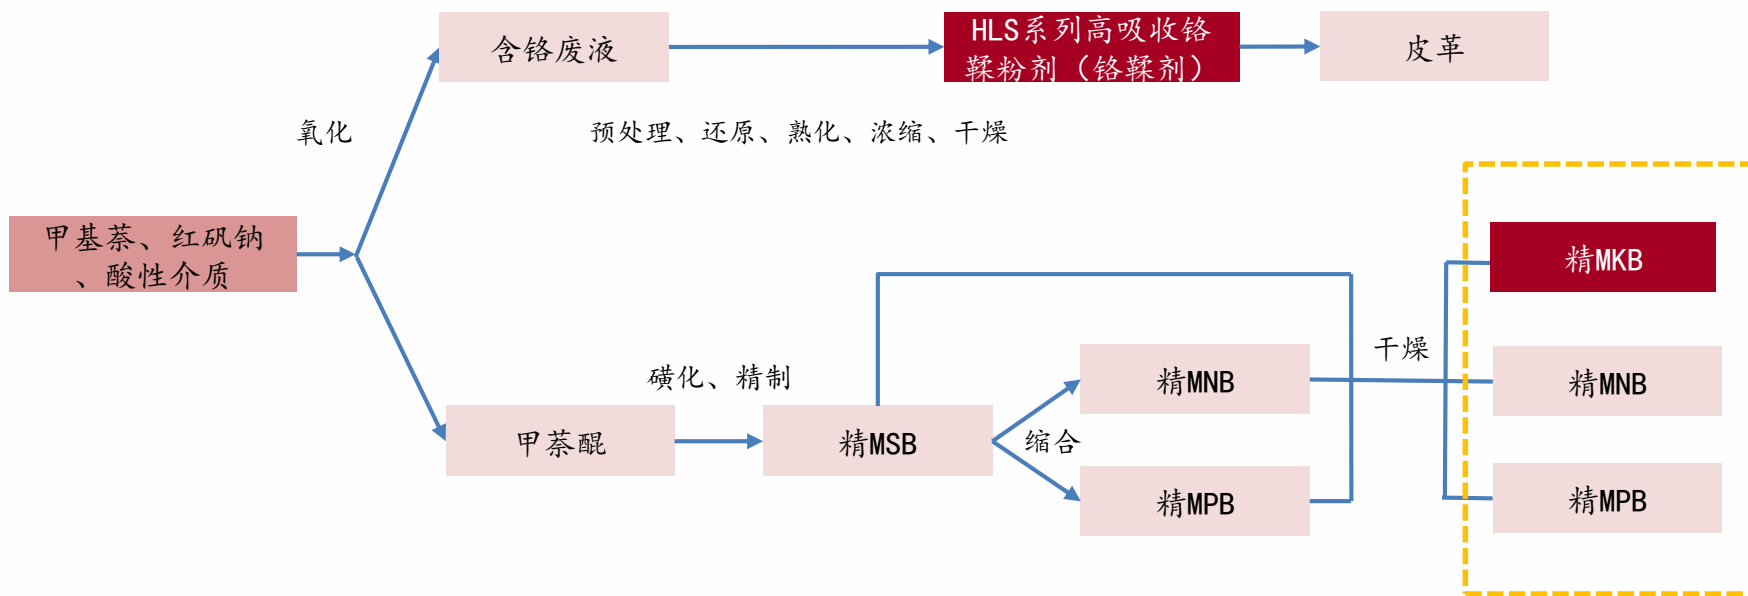 含铬废液
HLS系列高吸收铬
鞣粉剂（铬鞣剂）
皮革
氧化
预处理、还原、熟化、浓缩、干燥
甲基萘、红矾钠
、酸性介质
精MKB
干燥
磺化、精制
精MNB
精MNB
甲萘醌
精MSB
缩合
精MPB
精MPB